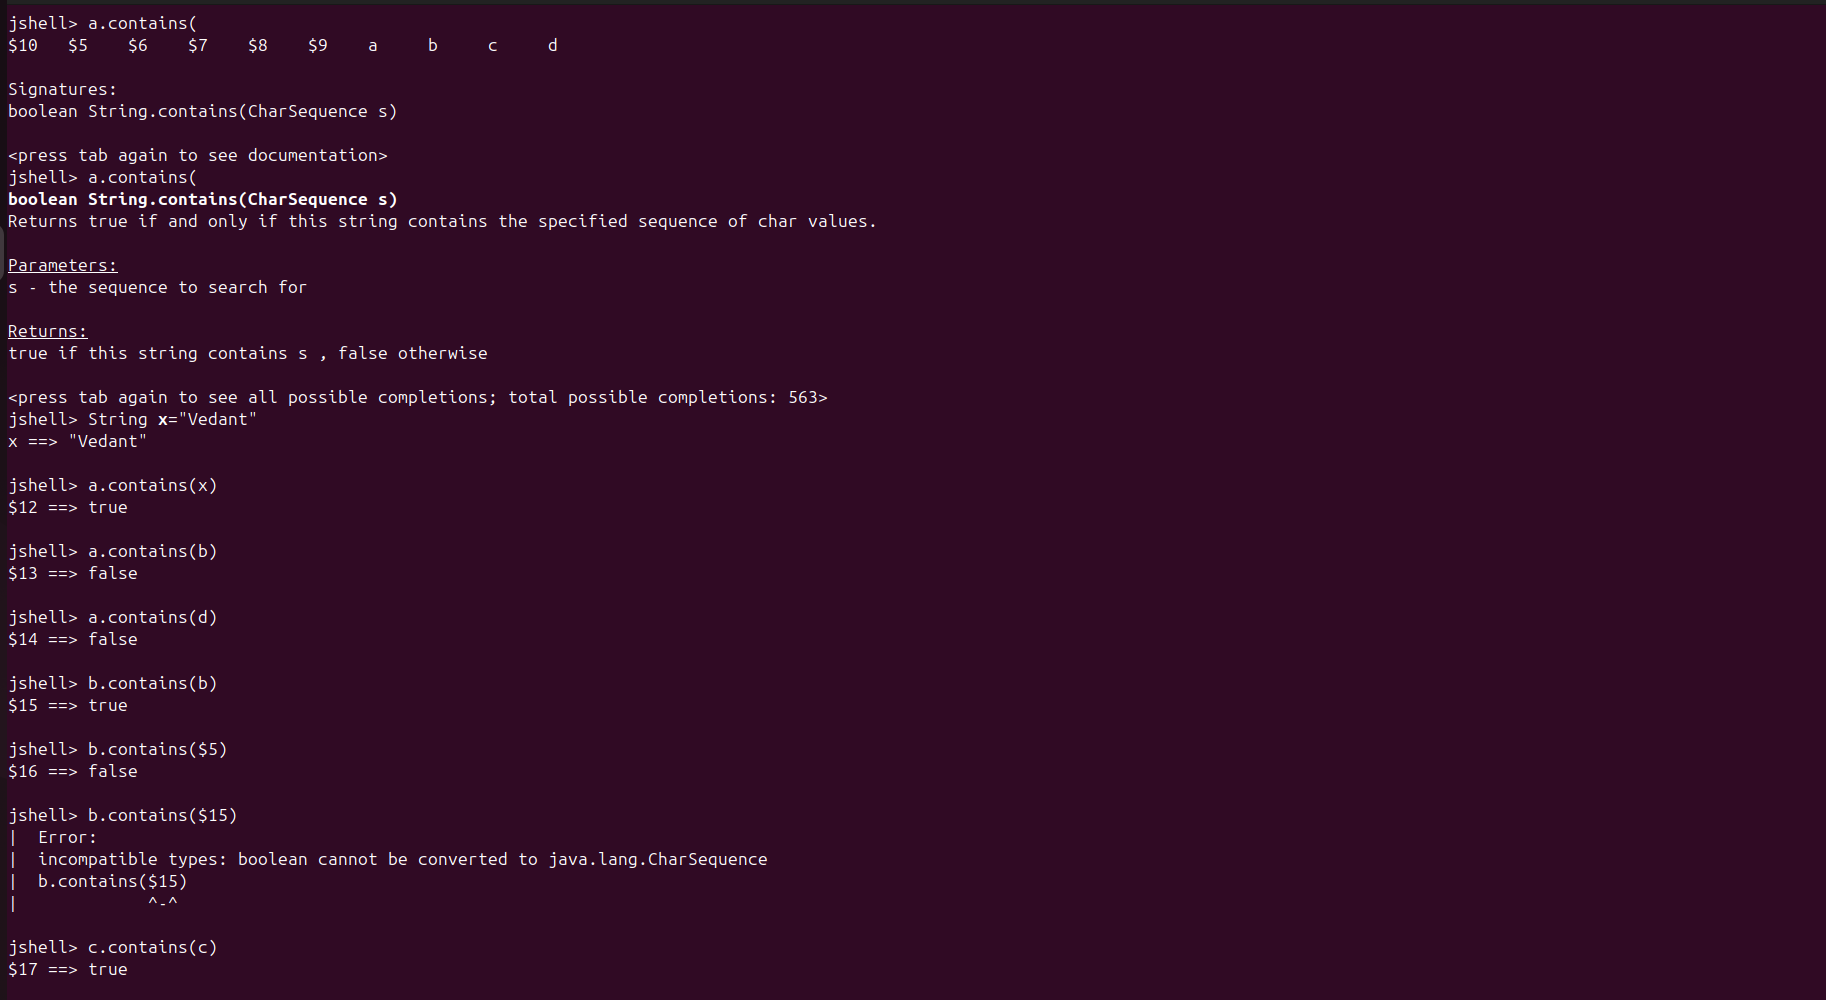 jshell> a.contains(
$10   $5    $6    $7    $8    $9    a     b     c     d
Signatures:
boolean String.contains(CharSequence s)
<press tab again to see documentation>
jshell> a.contains(
boolean String.contains(CharSequence s)
Returns true if and only if this string contains the specified sequence of char values.
Parameters:
s - the sequence to search for
Returns:
true if this string contains s , false otherwise
<press tab again to see all possible completions; total possible completions: 563>
jshell> String x="Vedant"
x ==> "Vedant"
jshell> a.contains(x)
$12 ==> true
jshell> a.contains(b)
$13 ==> false
jshell> a.contains(d)
$14 ==> false
jshell> b.contains(b)
$15 ==> true
jshell> b.contains($5)
$16 ==> false
jshell> b.contains($15)
|  Error:
|  incompatible types: boolean cannot be converted to java.lang.CharSequence
|  b.contains($15)
|             ^-^
jshell> c.contains(c)
$17 ==> true